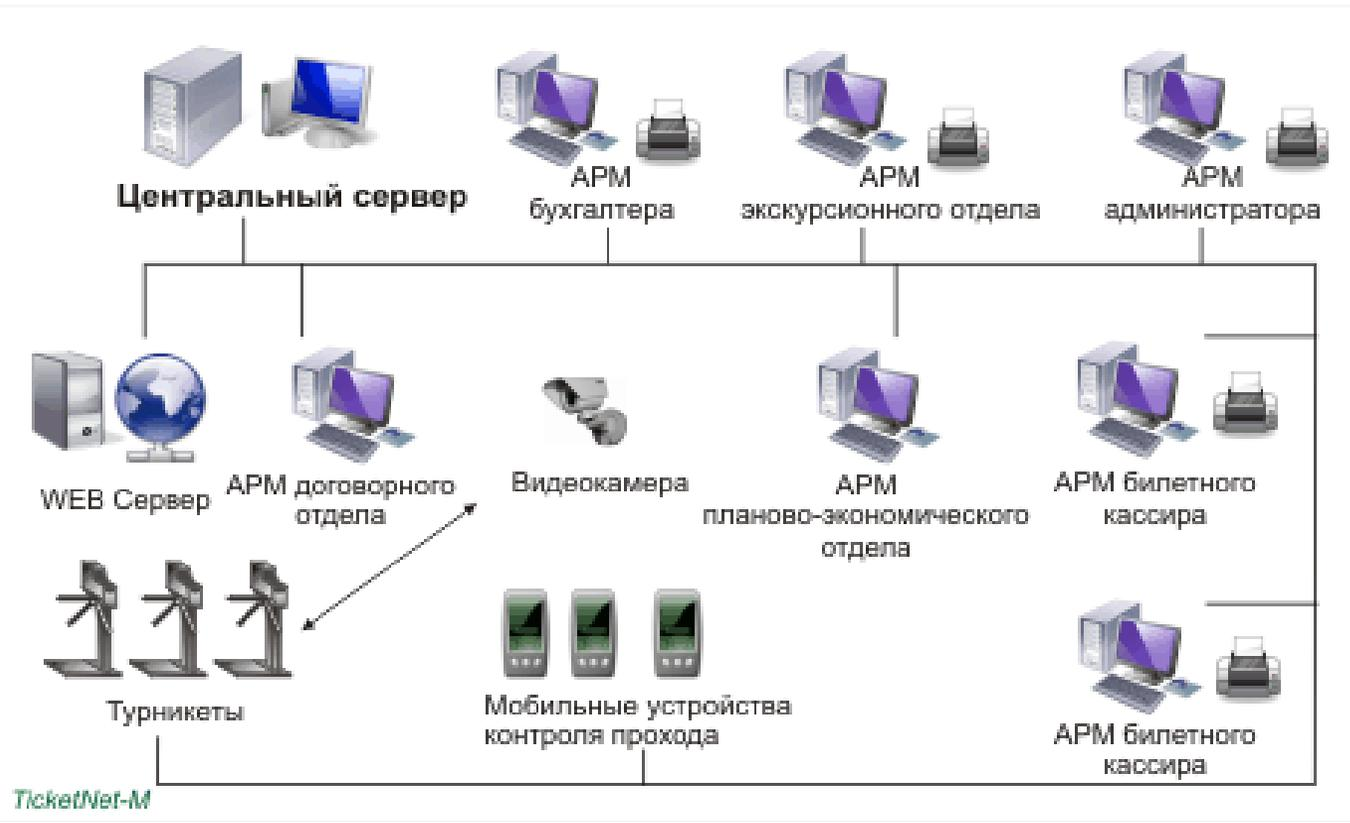 Центральный сервер
АРМ
бухгалтера
АРМ
экскурсионного отдела
АРМ
администратора
WEB Сервер
АРМ договорного
отдела
Видеокамера
АРМ
планово-экономического
отдела
АРМ билетного
кассира
Турникеты
Мобильные устройства
контроля прохода
АРМ билетного
кассира
TicketNet-M